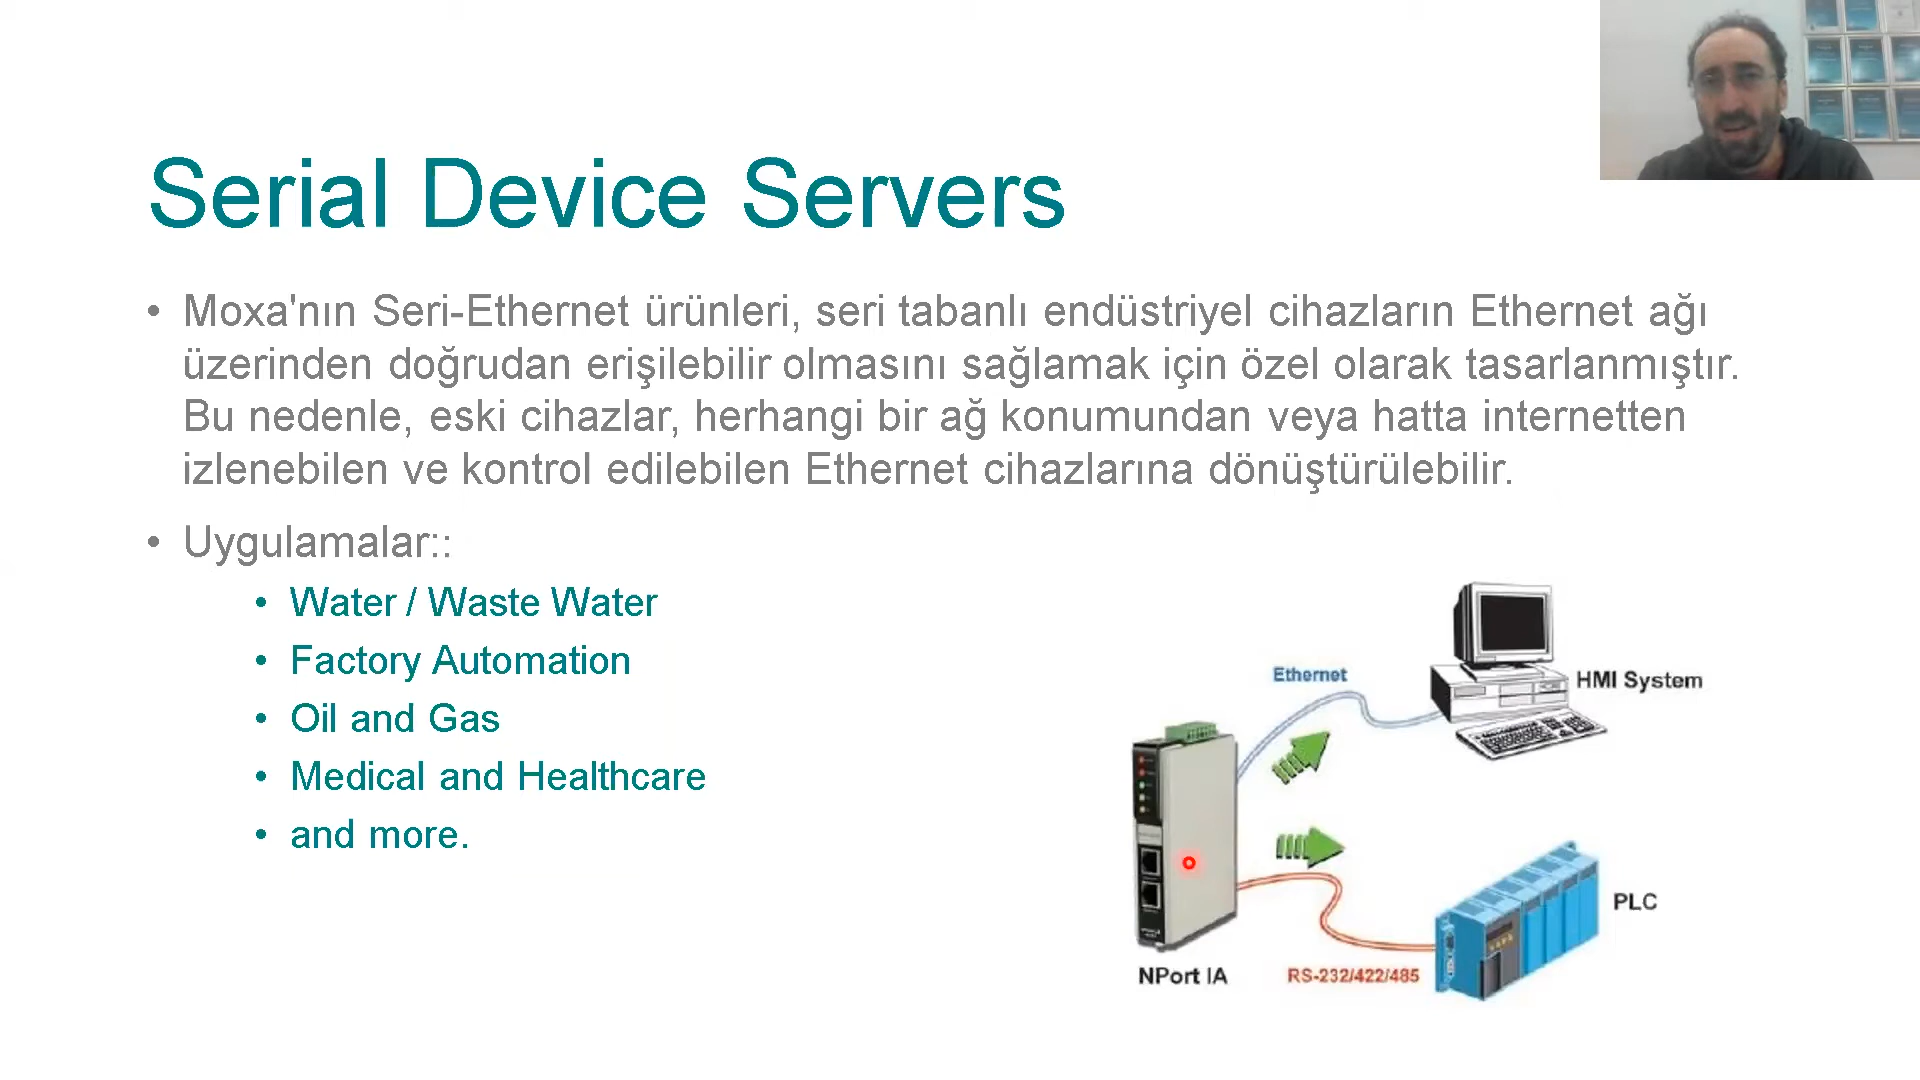 Serial Device Servers
• Moxa'nın Seri-Ethernet ürünleri, seri tabanlı endüstriyel cihazların Ethernet ağı
üzerinden doğrudan erişilebilir olmasını sağlamak için özel olarak tasarlanmıştır.
Bu nedenle, eski cihazlar, herhangi bir ağ konumundan veya hatta internetten
izlenebilen ve kontrol edilebilen Ethernet cihazlarına dönüştürülebilir.
• Uygulamalar::
• Water / Waste Water
• Factory Automation
• Oil and Gas
• Medical and Healthcare
• and more.
Ethernet
HMI System
PLC
NPort IA
RS-232/422/485